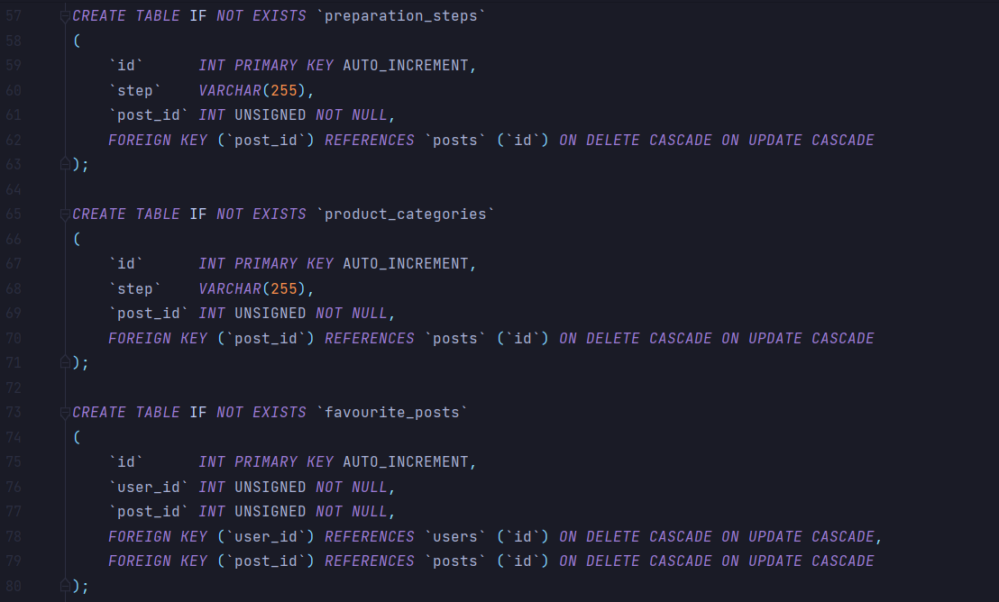 57 CREATE TABLE IF NOT EXISTS `preparation_steps`
58 (
59     `id`      INT PRIMARY KEY AUTO_INCREMENT,
60     `step`    VARCHAR(255),
61     `post_id` INT UNSIGNED NOT NULL,
62     FOREIGN KEY (`post_id`) REFERENCES `posts` (`id`) ON DELETE CASCADE ON UPDATE CASCADE
63 );
64
65 CREATE TABLE IF NOT EXISTS `product_categories`
66 (
67     `id`      INT PRIMARY KEY AUTO_INCREMENT,
68     `step`    VARCHAR(255),
69     `post_id` INT UNSIGNED NOT NULL,
70     FOREIGN KEY (`post_id`) REFERENCES `posts` (`id`) ON DELETE CASCADE ON UPDATE CASCADE
71 );
72
73 CREATE TABLE IF NOT EXISTS `favourite_posts`
74 (
75     `id`      INT PRIMARY KEY AUTO_INCREMENT,
76     `user_id` INT UNSIGNED NOT NULL,
77     `post_id` INT UNSIGNED NOT NULL,
78     FOREIGN KEY (`user_id`) REFERENCES `users` (`id`) ON DELETE CASCADE ON UPDATE CASCADE,
79     FOREIGN KEY (`post_id`) REFERENCES `posts` (`id`) ON DELETE CASCADE ON UPDATE CASCADE
80 );